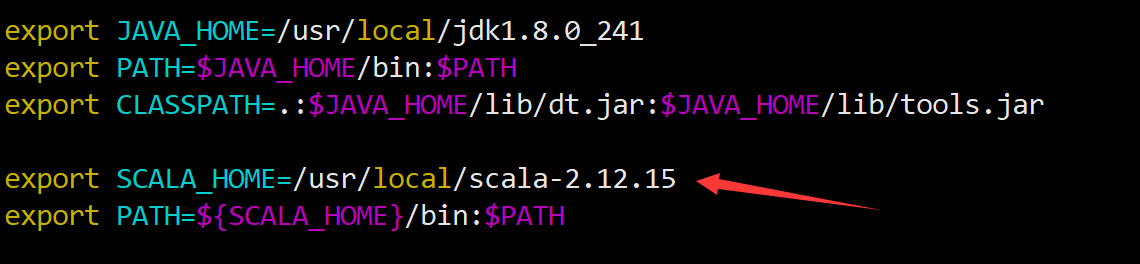 export JAVA_HOME=/usr/local/jdk1.8.0_241
export PATH=$JAVA_HOME/bin:$PATH
export CLASSPATH=.:$JAVA_HOME/lib/dt.jar:$JAVA_HOME/lib/tools.jar
export SCALA_HOME=/usr/local/scala-2.12.15
export PATH=${SCALA_HOME}/bin:$PATH